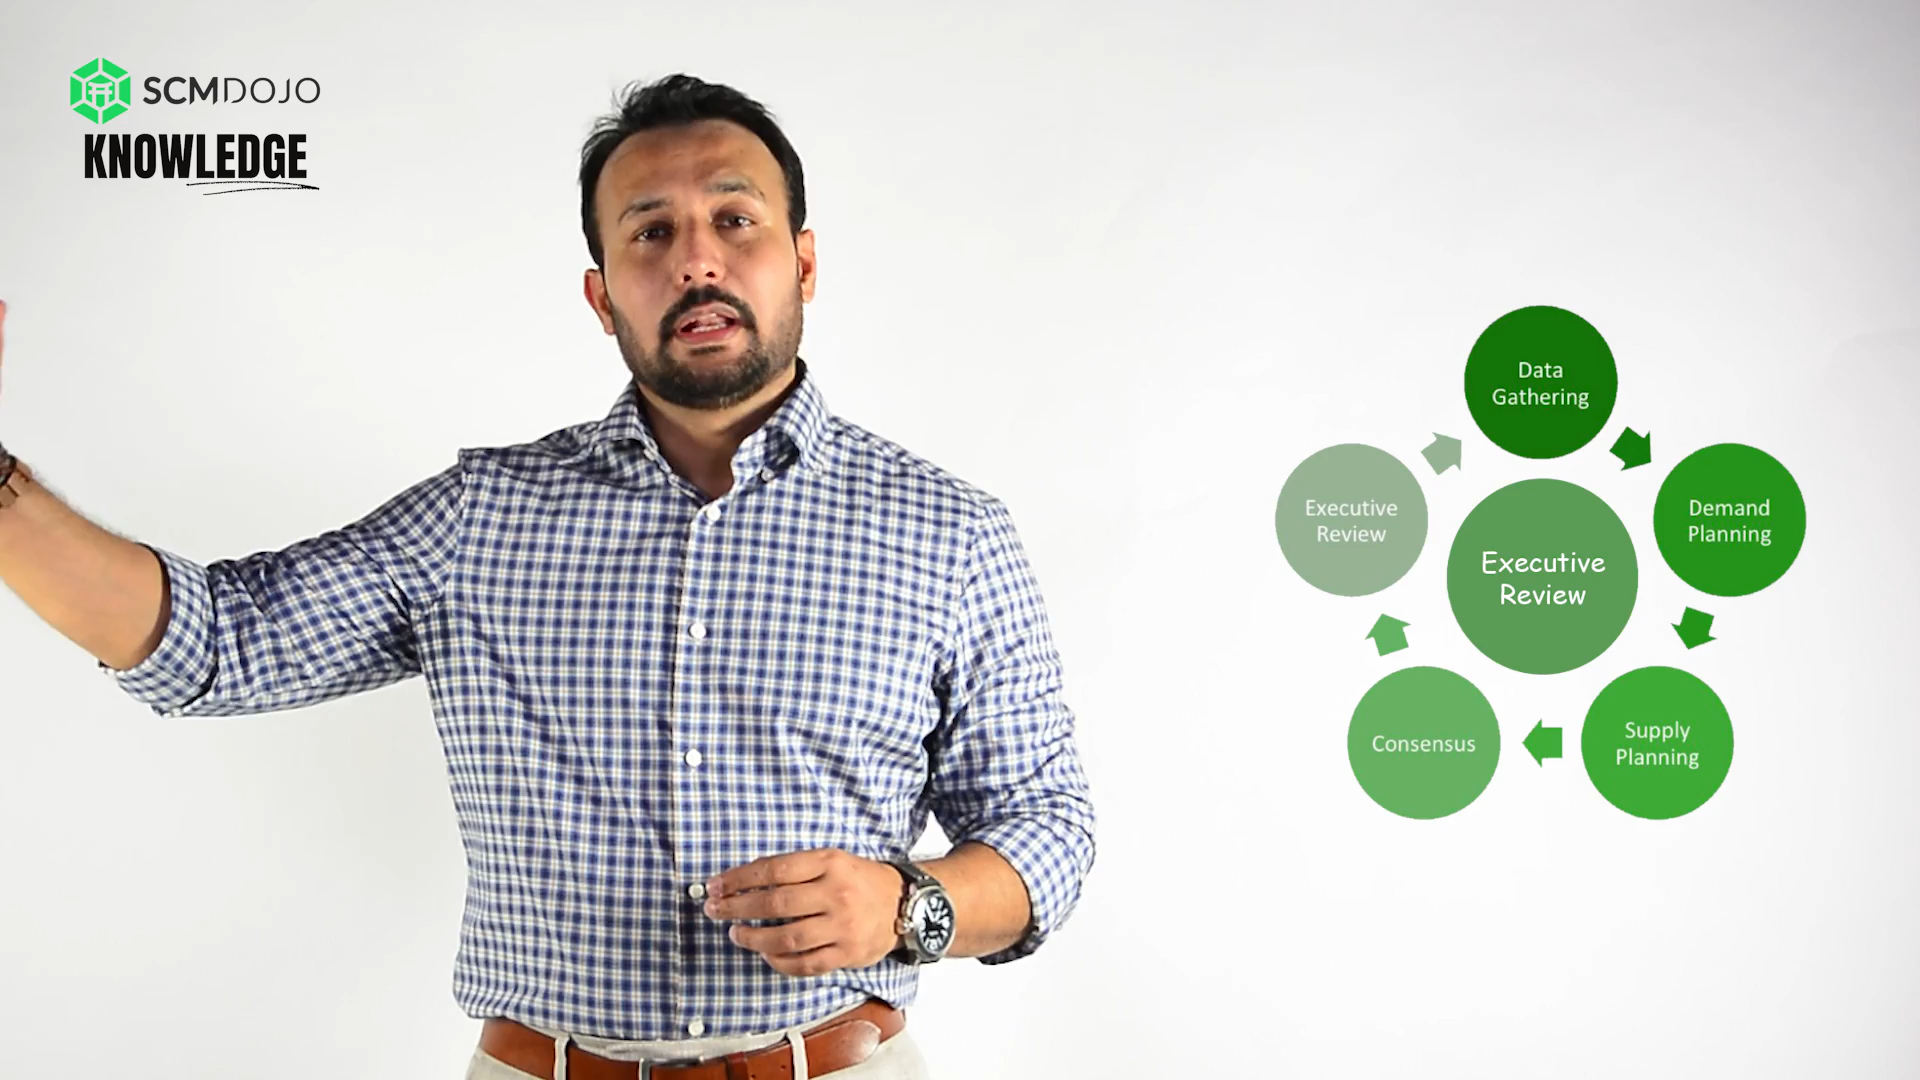 SCMDOJO
KNOWLEDGE
Data
Gathering
Demand
Planning
Supply
Planning
Consensus
Executive
Review
Executive
Review